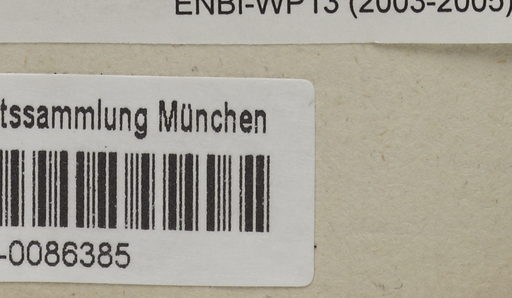 ENBI-WP13 (2003-2005)
tssammlung München
-0086385